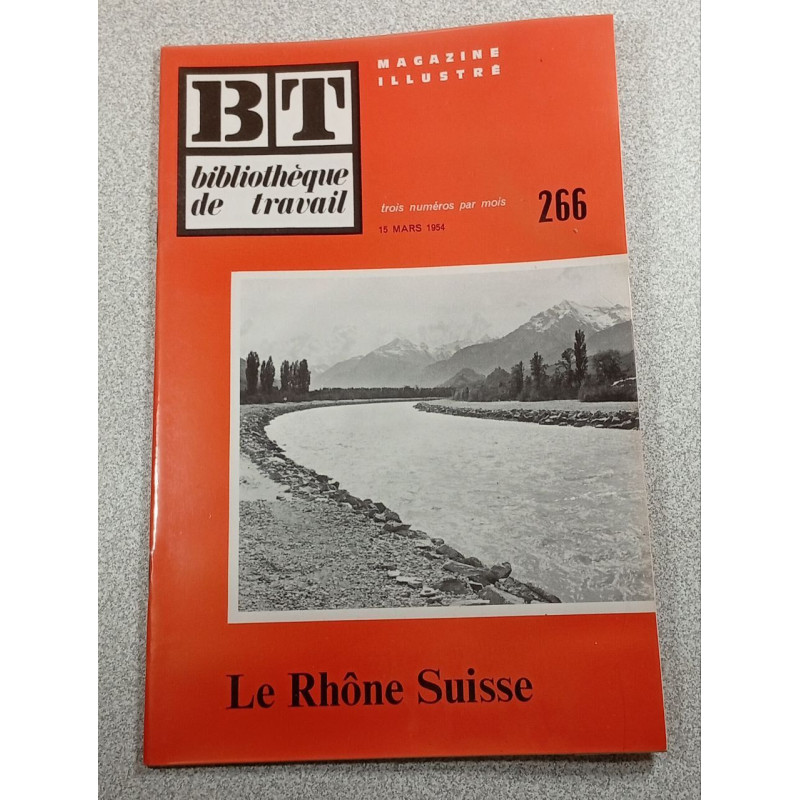 BT
bibliothèque
de travail
MAGAZINE
ILLUSTRÉ
trois numéros par mois
266
15 MARS 1954
Le Rhône Suisse